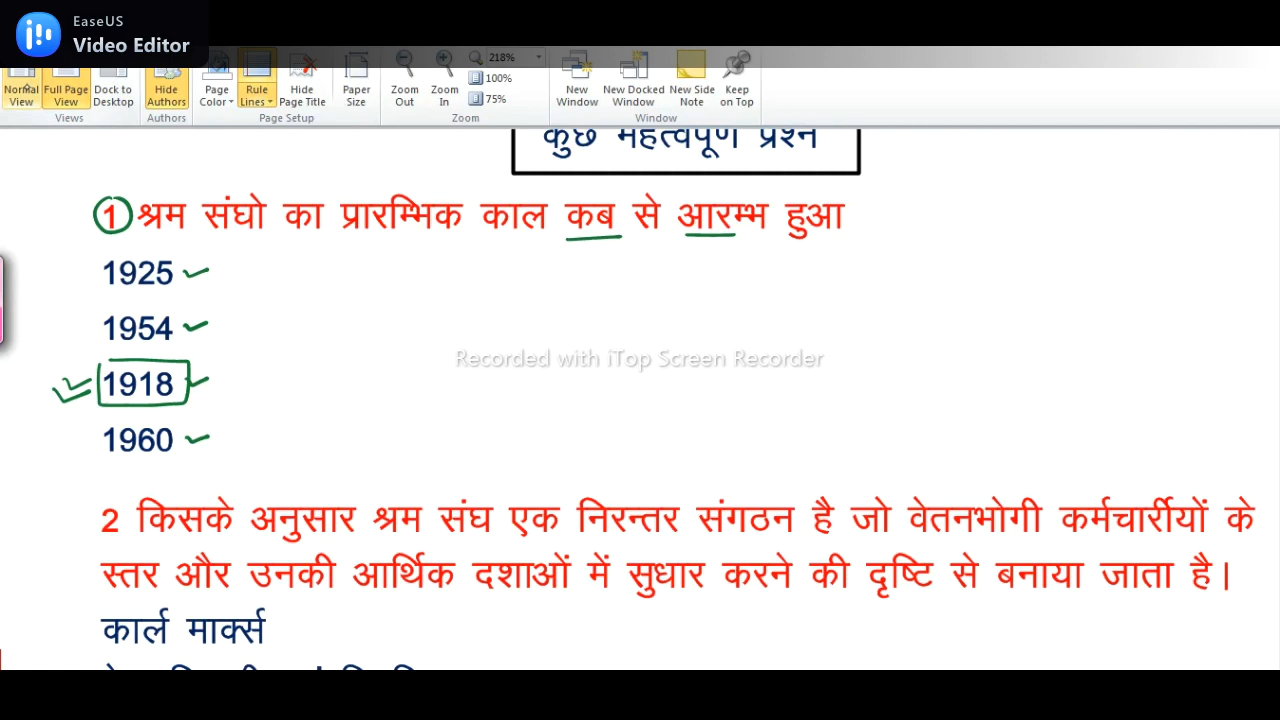 EaseUS
Video Editor
218%
100%
75%
Normal View
Full Page View
Dock to Desktop
Hide Authors
Page Color
Rule Lines
Hide Page Title
Paper Size
Zoom Out
Zoom In
New Window
New Docked Window
New Side Note
Keep on Top
Views
Authors
Page Setup
Zoom
Window
कुछ महत्वपूर्ण प्रश्न
1 श्रम संघो का प्रारम्भिक काल कब से आरम्भ हुआ
1925
1954
Recorded with iTop Screen Recorder
1918
1960
2 किसके अनुसार श्रम संघ एक निरन्तर संगठन है जो वेतनभोगी कर्मचार्रीयों के
स्तर और उनकी आर्थिक दशाओं में सुधार करने की दृष्टि से बनाया जाता है।
कार्ल मार्क्स